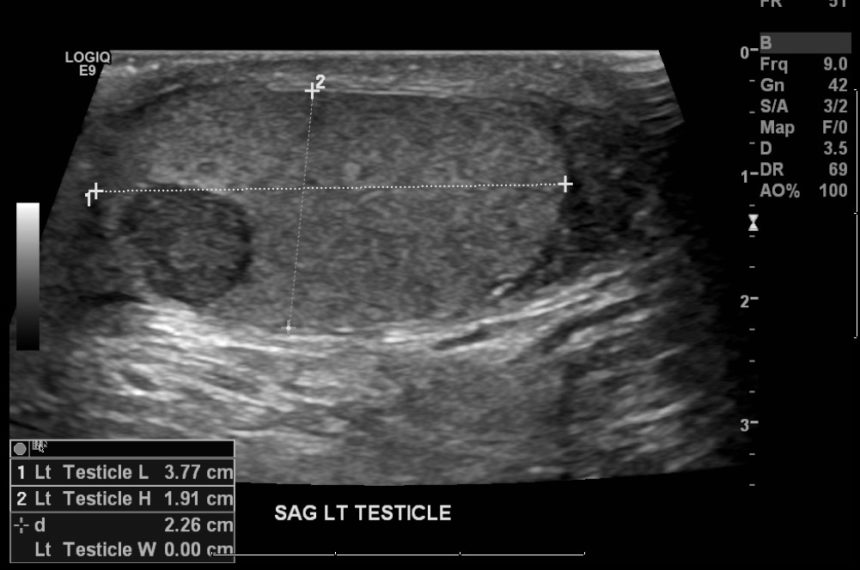 FR 51
LOGIQ
E9
2
1
0
1
2
3
B
Frq 9.0
Gn 42
S/A 3/2
Map F/0
D 3.5
DR 69
AO% 100
1 Lt Testicle L 3.77 cm
2 Lt Testicle H 1.91 cm
d 2.26 cm
Lt Testicle W 0.00 cm
SAG LT TESTICLE